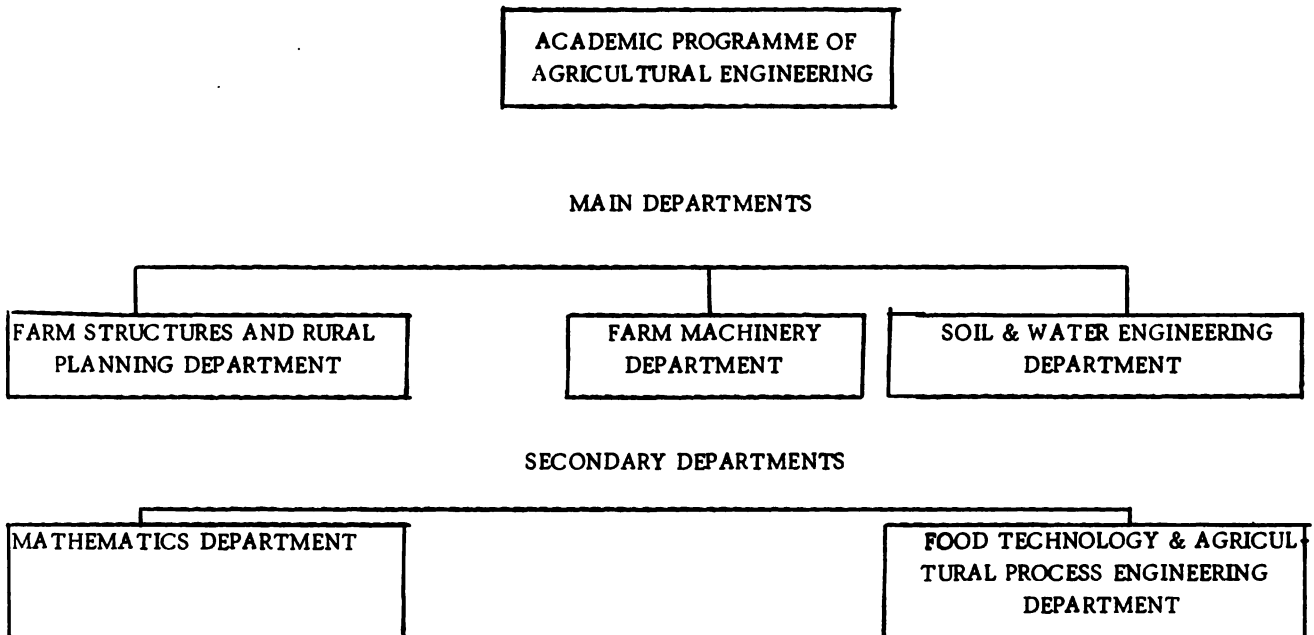 ACADEMIC PROGRAMME OF
AGRICULTURAL ENGINEERING
MAIN DEPARTMENTS
FARM STRUCTURES AND RURAL
PLANNING DEPARTMENT
FARM MACHINERY
DEPARTMENT
SOIL & WATER ENGINEERING
DEPARTMENT
SECONDARY DEPARTMENTS
MATHEMATICS DEPARTMENT
FOOD TECHNOLOGY & AGRICUL-
TURAL PROCESS ENGINEERING
DEPARTMENT